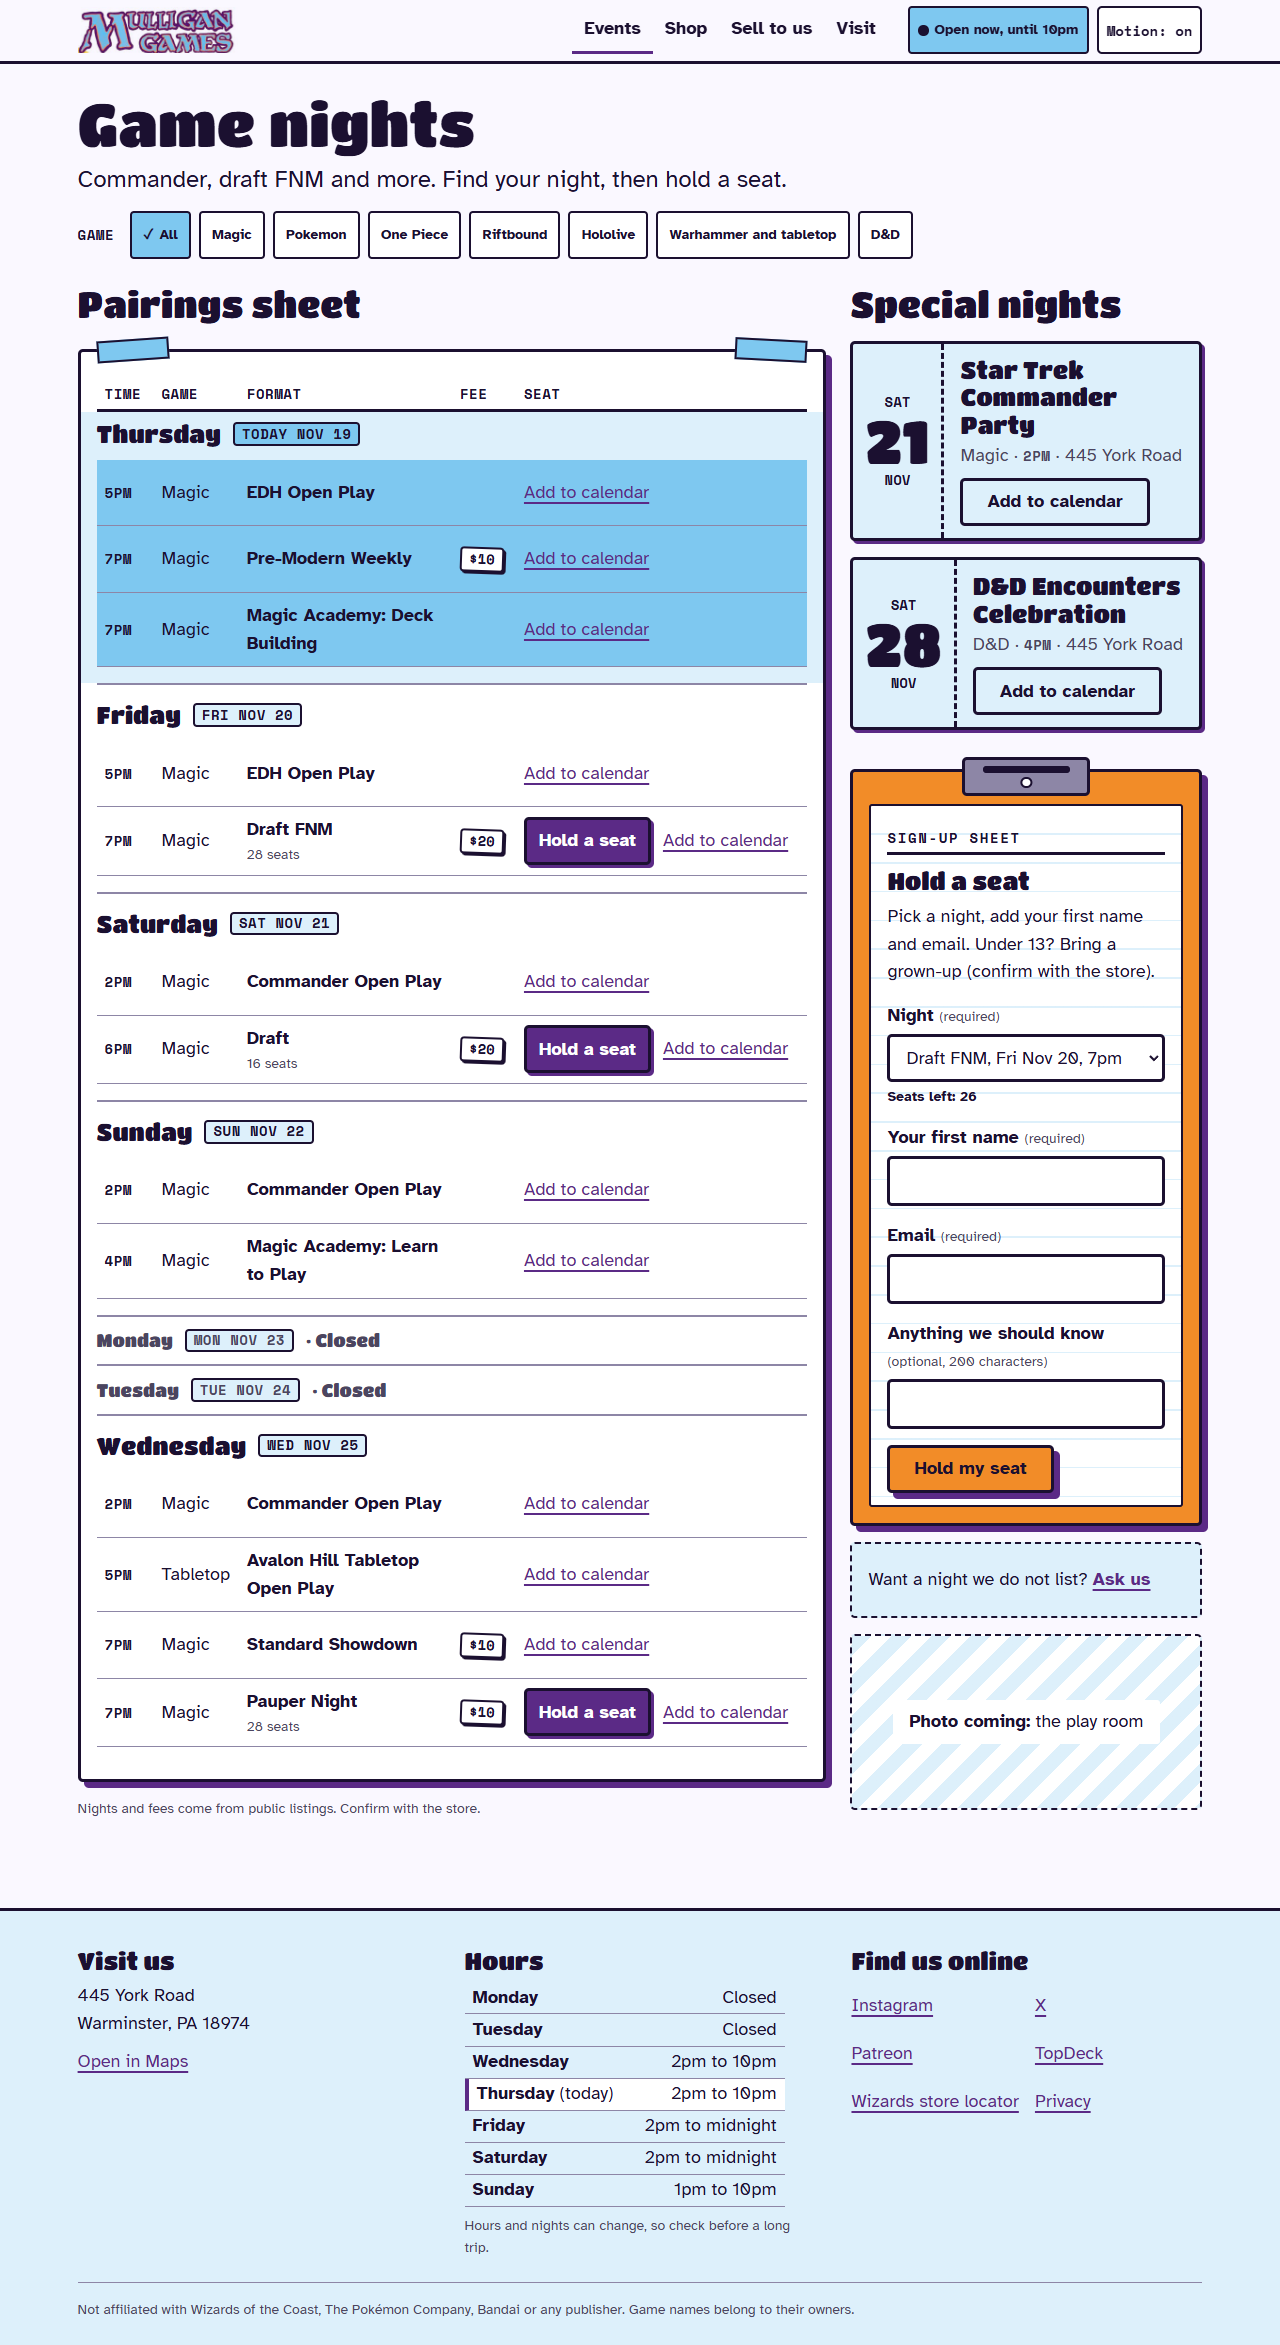 MULLIGAN GAMES
Events Shop Sell to us Visit
Open now, until 10pm
Motion: on
Game nights
Commander, draft FNM and more. Find your night, then hold a seat.
GAME ✓ All Magic Pokemon One Piece Riftbound Hololive Warhammer and tabletop D&D
Pairings sheet
TIME GAME FORMAT FEE SEAT
Thursday TODAY NOV 19
5PM Magic EDH Open Play Add to calendar
7PM Magic Pre-Modern Weekly $10 Add to calendar
7PM Magic Magic Academy: Deck Building Add to calendar
Friday FRI NOV 20
5PM Magic EDH Open Play Add to calendar
7PM Magic Draft FNM $20 Hold a seat Add to calendar
28 seats
Saturday SAT NOV 21
2PM Magic Commander Open Play Add to calendar
6PM Magic Draft $20 Hold a seat Add to calendar
16 seats
Sunday SUN NOV 22
2PM Magic Commander Open Play Add to calendar
4PM Magic Magic Academy: Learn to Play Add to calendar
Monday MON NOV 23 · Closed
Tuesday TUE NOV 24 · Closed
Wednesday WED NOV 25
2PM Magic Commander Open Play Add to calendar
5PM Tabletop Avalon Hill Tabletop Open Play Add to calendar
7PM Magic Standard Showdown $10 Add to calendar
7PM Magic Pauper Night $10 Hold a seat Add to calendar
28 seats
Nights and fees come from public listings. Confirm with the store.
Special nights
SAT
21
NOV
Star Trek
Commander
Party
Magic · 2PM · 445 York Road
Add to calendar
SAT
28
NOV
D&D Encounters
Celebration
D&D · 4PM · 445 York Road
Add to calendar
SIGN-UP SHEET
Hold a seat
Pick a night, add your first name
and email. Under 13? Bring a
grown-up (confirm with the store).
Night (required)
Draft FNM, Fri Nov 20, 7pm
Seats left: 26
Your first name (required)
Email (required)
Anything we should know
(optional, 200 characters)
Hold my seat
Want a night we do not list? Ask us
Photo coming: the play room
Visit us
445 York Road
Warminster, PA 18974
Open in Maps
Hours
Monday Closed
Tuesday Closed
Wednesday 2pm to 10pm
Thursday (today) 2pm to 10pm
Friday 2pm to midnight
Saturday 2pm to midnight
Sunday 1pm to 10pm
Hours and nights can change, so check before a long
trip.
Find us online
Instagram X
Patreon TopDeck
Wizards store locator Privacy
Not affiliated with Wizards of the Coast, The Pokémon Company, Bandai or any publisher. Game names belong to their owners.